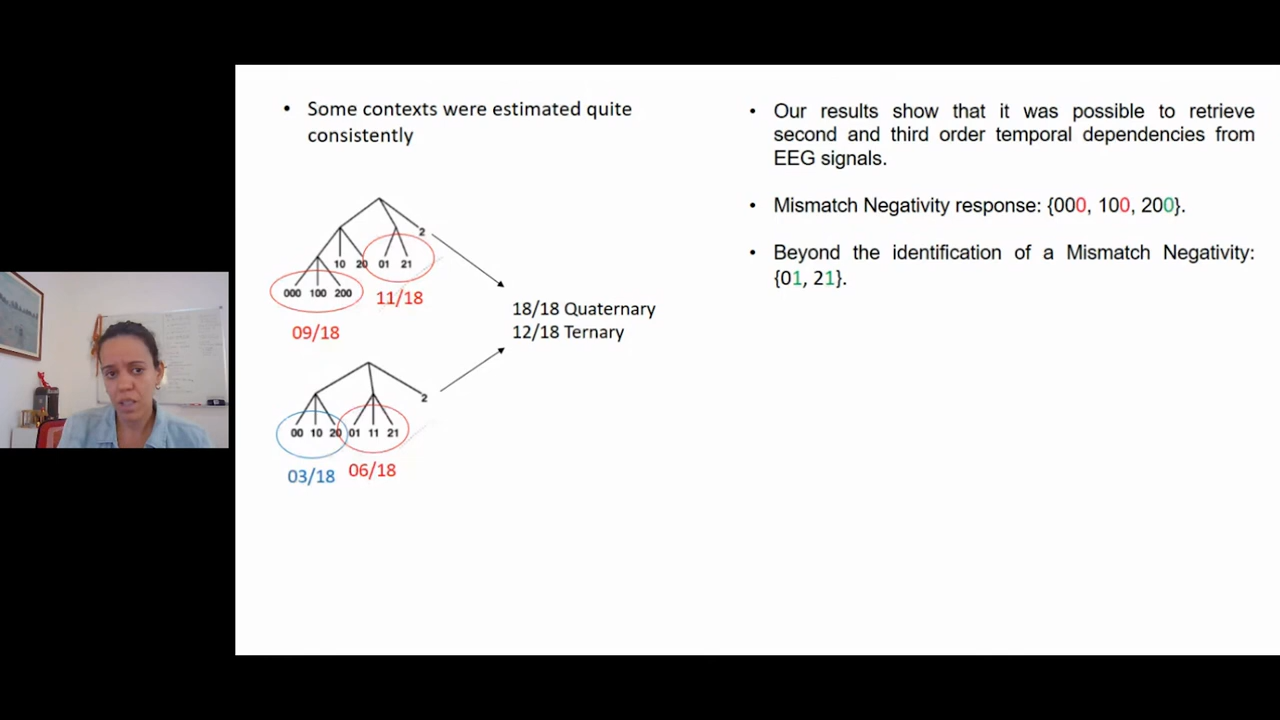 • Some contexts were estimated quite
consistently
2
10 20 01 21
000 100 200
11/18
09/18
18/18 Quaternary
12/18 Ternary
2
00 10 20 01 11 21
03/18 06/18
• Our results show that it was possible to retrieve
second and third order temporal dependencies from
EEG signals.
• Mismatch Negativity response: {000, 100, 200}.
• Beyond the identification of a Mismatch Negativity:
{01, 21}.